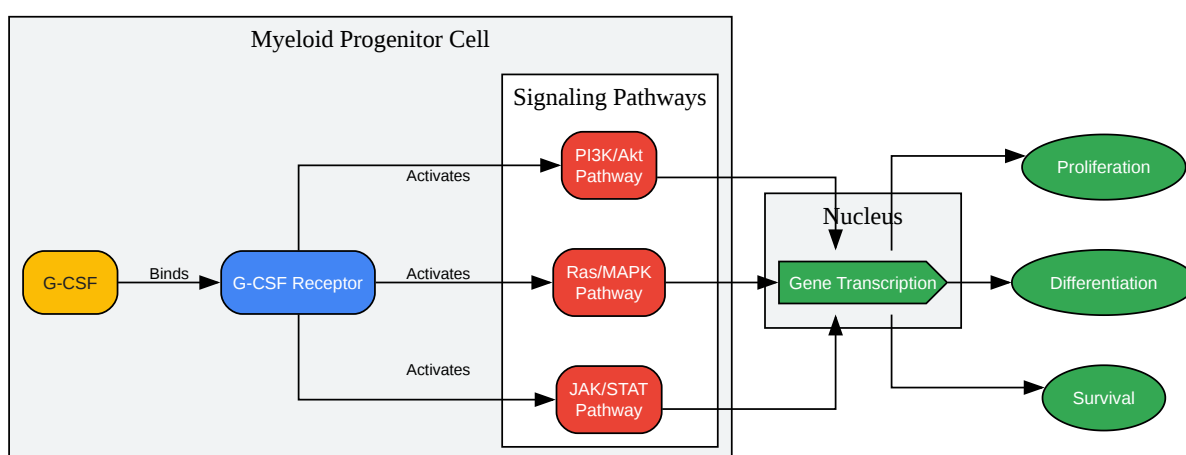 Myeloid Progenitor Cell
Signaling Pathways
PI3K/Akt
Pathway
Activates
Proliferation
Nucleus
G-CSF
Binds
G-CSF Receptor
Activates
Ras/MAPK
Pathway
Gene Transcription
Differentiation
Activates
JAK/STAT
Pathway
Survival